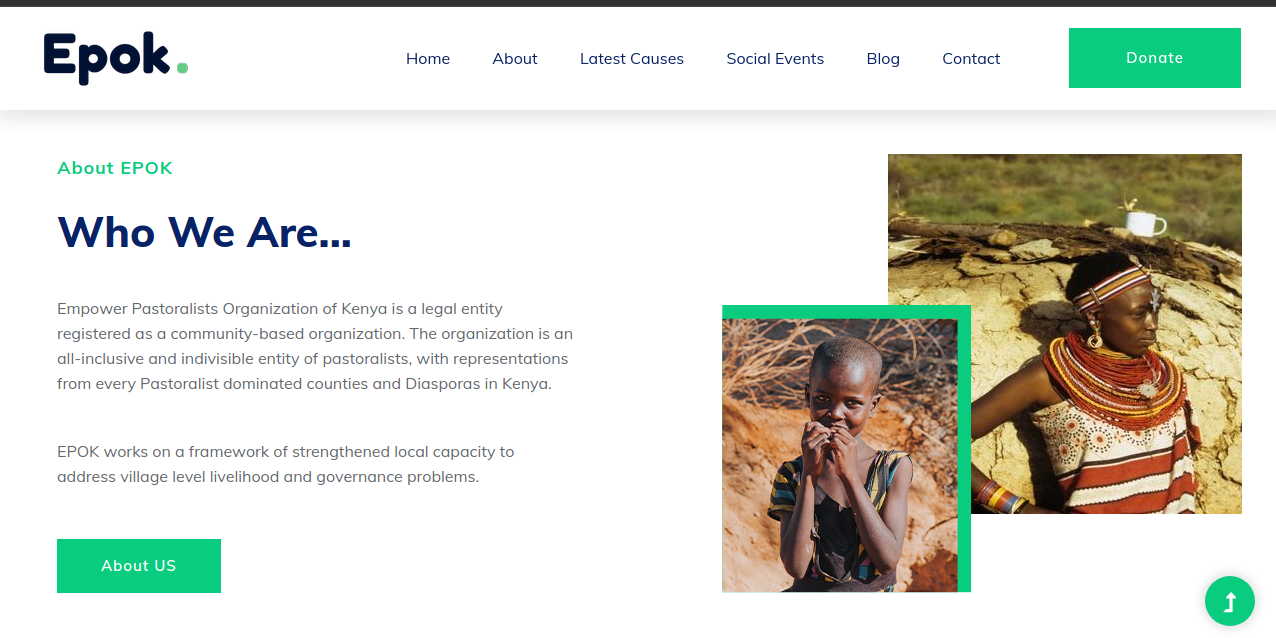 Epok.
Home About Latest Causes Social Events Blog Contact
Donate
About EPOK
Who We Are...
Empower Pastoralists Organization of Kenya is a legal entity
registered as a community-based organization. The organization is an
all-inclusive and indivisible entity of pastoralists, with representations
from every Pastoralist dominated counties and Diasporas in Kenya.
EPOK works on a framework of strengthened local capacity to
address village level livelihood and governance problems.
About US